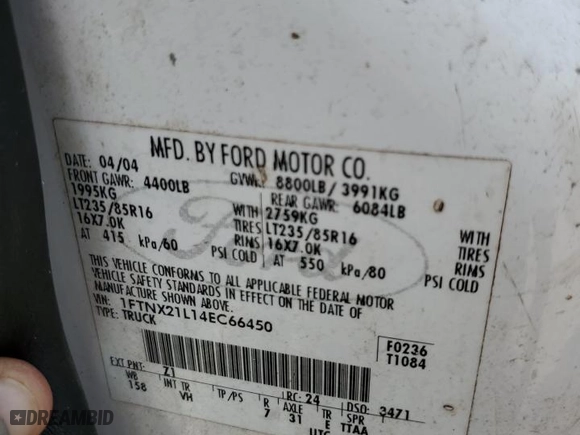 MFD. BY FORD MOTOR CO.
DATE: 04/04 GVWR: 8800LB/ 3991KG
FRONT GAWR: 4400LB REAR GAWR: 6084LB
1995KG WITH 2759KG WITH
LT235/85R16 TIRES LT235/85R16 TIRES
16X7.0K RIMS 16X7.0K RIMS
AT 415 kPa/60 PSI COLD AT 550 kPa/80 PSI COLD
THIS VEHICLE CONFORMS TO ALL APPLICABLE FEDERAL MOTOR
VEHICLE SAFETY STANDARDS IN EFFECT ON THE DATE OF
MANUFACTURE SHOWN ABOVE.
VIN: 1FTNX21L14EC66450
TYPE: TRUCK
F0236
T1084
EXT PNT: Z1 RC: 24 DSO: 3471
WB INT TR TP/PS R AXLE TR SPR
158 VH 7 31 E TTAA
UTC
Ford
DREAMBID